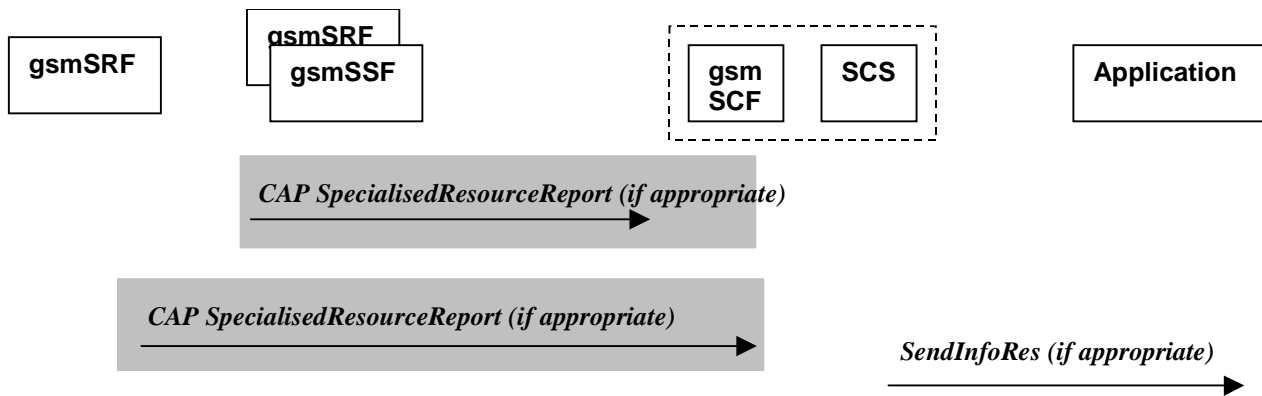 gsmSRF
gsmSRF
gsmSSF
gsm
SCF
SCS
Application
CAP SpecialisedResourceReport (if appropriate)
CAP SpecialisedResourceReport (if appropriate)
SendInfoRes (if appropriate)